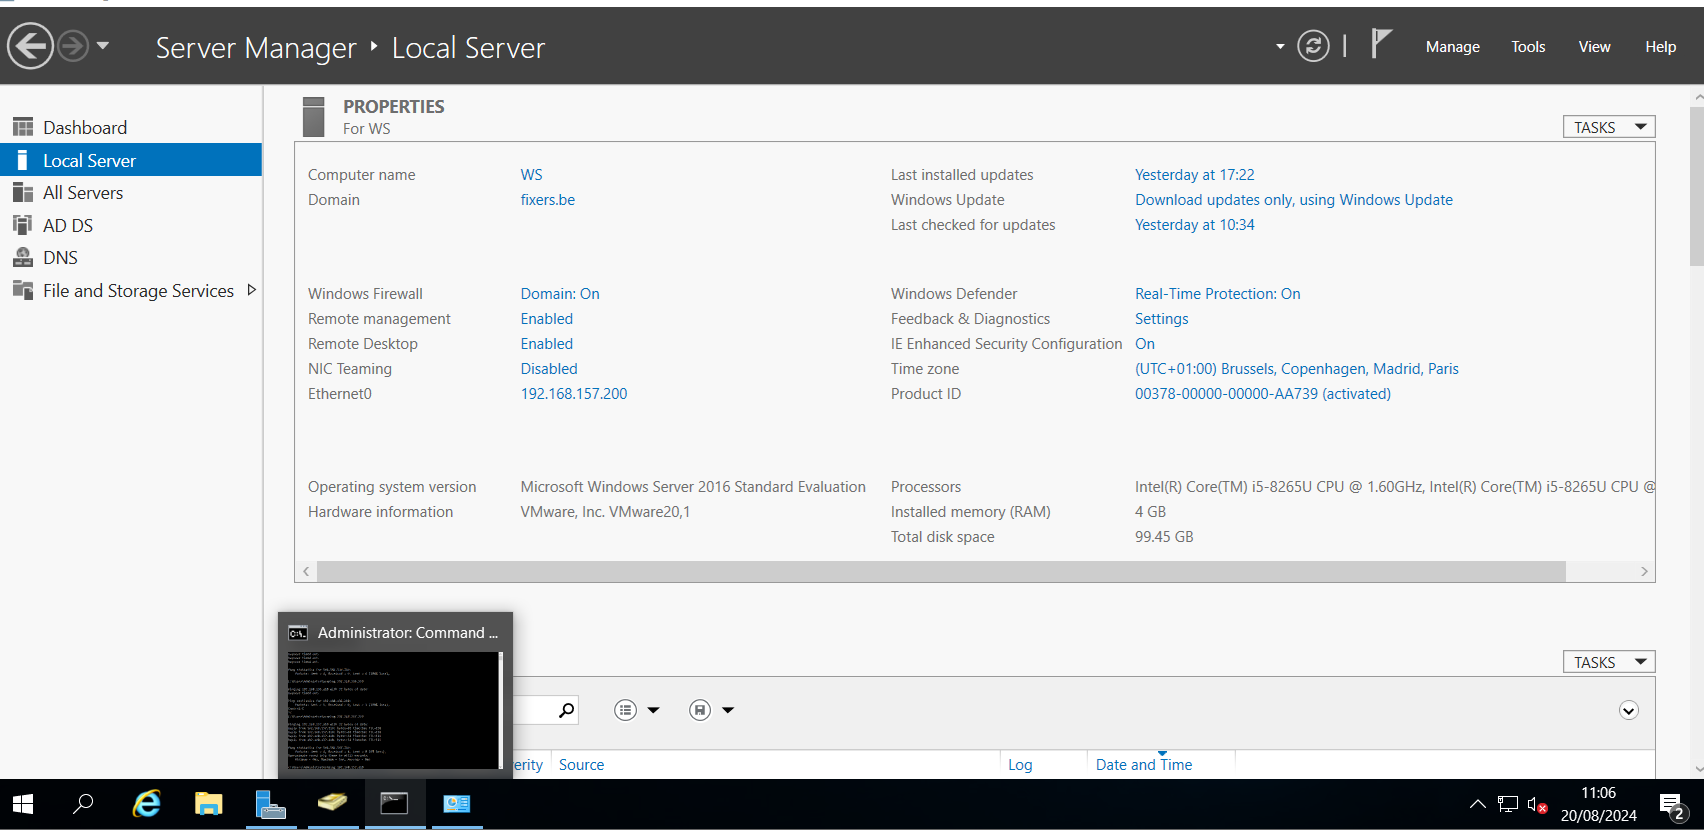 Server Manager ‣ Local Server
Manage Tools View Help
Dashboard
Local Server
All Servers
AD DS
DNS
File and Storage Services
PROPERTIES
For WS
TASKS
Computer name WS
Domain fixers.be
Last installed updates Yesterday at 17:22
Windows Update Download updates only, using Windows Update
Last checked for updates Yesterday at 10:34
Windows Firewall Domain: On
Remote management Enabled
Remote Desktop Enabled
NIC Teaming Disabled
Ethernet0 192.168.157.200
Windows Defender Real-Time Protection: On
Feedback & Diagnostics Settings
IE Enhanced Security Configuration On
Time zone (UTC+01:00) Brussels, Copenhagen, Madrid, Paris
Product ID 00378-00000-00000-AA739 (activated)
Operating system version Microsoft Windows Server 2016 Standard Evaluation
Hardware information VMware, Inc. VMware20,1
Processors Intel(R) Core(TM) i5-8265U CPU @ 1.60GHz, Intel(R) Core(TM) i5-8265U CPU @
Installed memory (RAM) 4 GB
Total disk space 99.45 GB
Administrator: Command ...
TASKS
erity Source Log Date and Time
11:06
20/08/2024
2